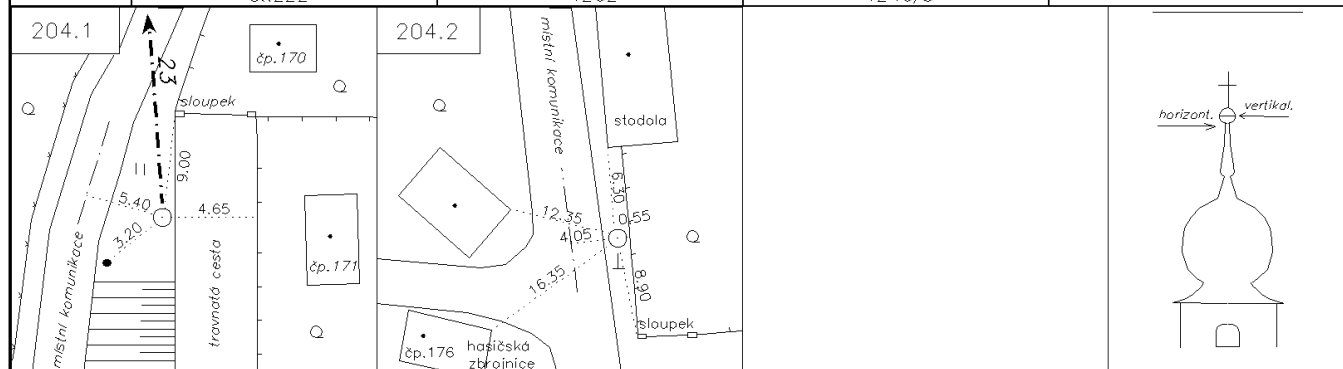 204.1
23
čp.170
sloupek
6.00
5.40
4.65
3.20
místní komunikace
travnatá cesta
čp.171
204.2
místní komunikace
stodola
6.30
12.35
0.55
4.05
16.35
8.90
sloupek
čp.176
hasičská
zbrojnice
horizont.
vertikal.